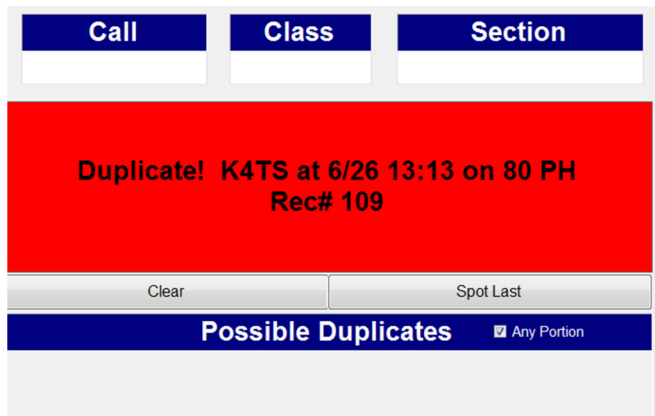 Call Class Section
Duplicate! K4TS at 6/26 13:13 on 80 PH
Rec# 109
Clear Spot Last
Possible Duplicates Any Portion